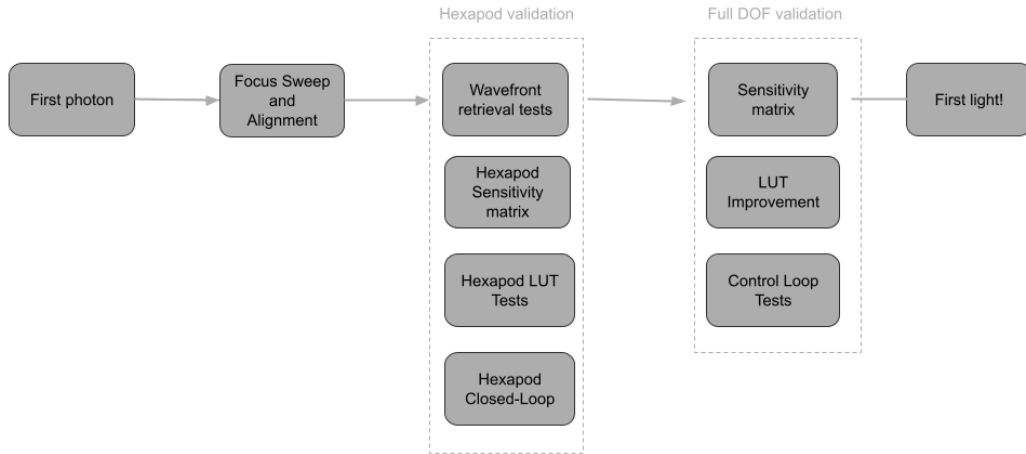 Hexapod validation
Full DOF validation
First photon
Focus Sweep
and
Alignment
Wavefront
retrieval tests
Sensitivity
matrix
First light!
Hexapod
Sensitivity
matrix
LUT
Improvement
Hexapod LUT
Tests
Control Loop
Tests
Hexapod
Closed-Loop